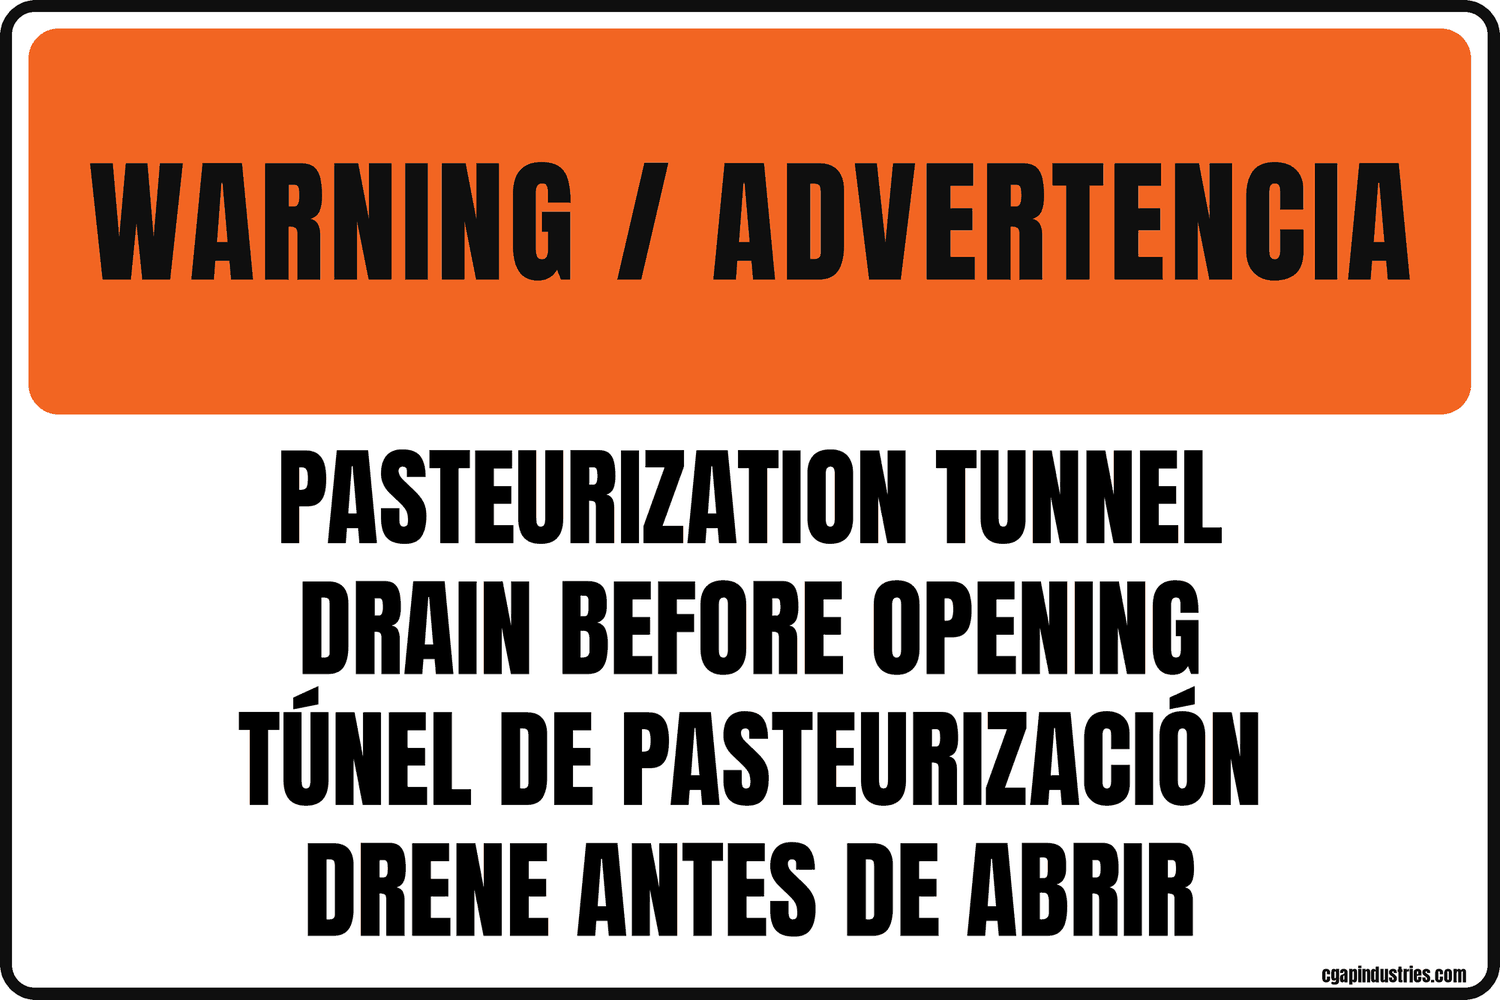 WARNING / ADVERTENCIA
PASTEURIZATION TUNNEL
DRAIN BEFORE OPENING
TÚNEL DE PASTEURIZACIÓN
DRENE ANTES DE ABRIR
cgapindustries.com